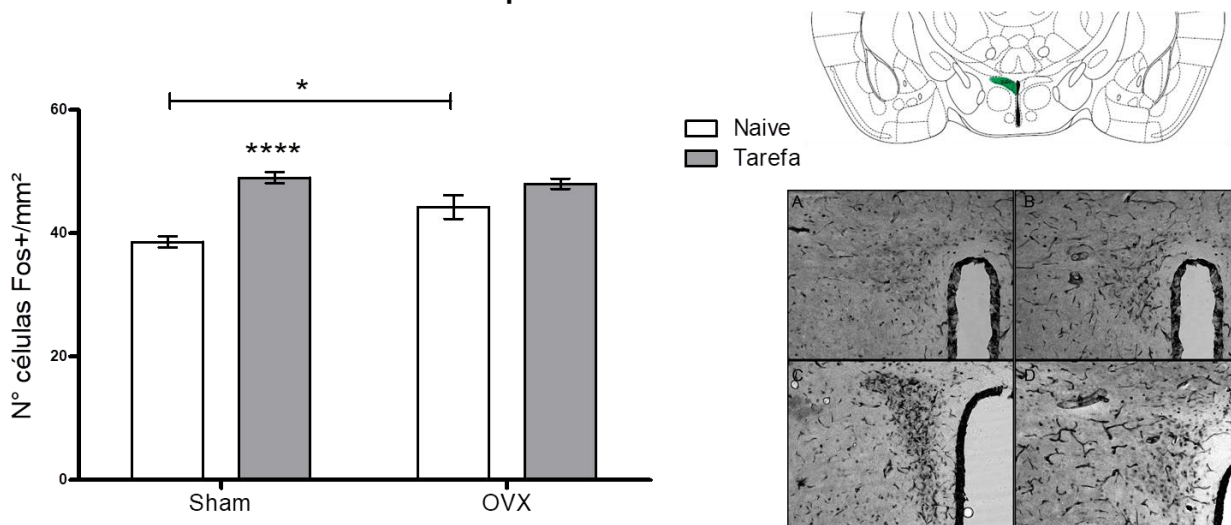 *
60
****
40
20
0
N° células Fos+/mm²
Sham
OVX
Naive
Tarefa
A
B
C
D